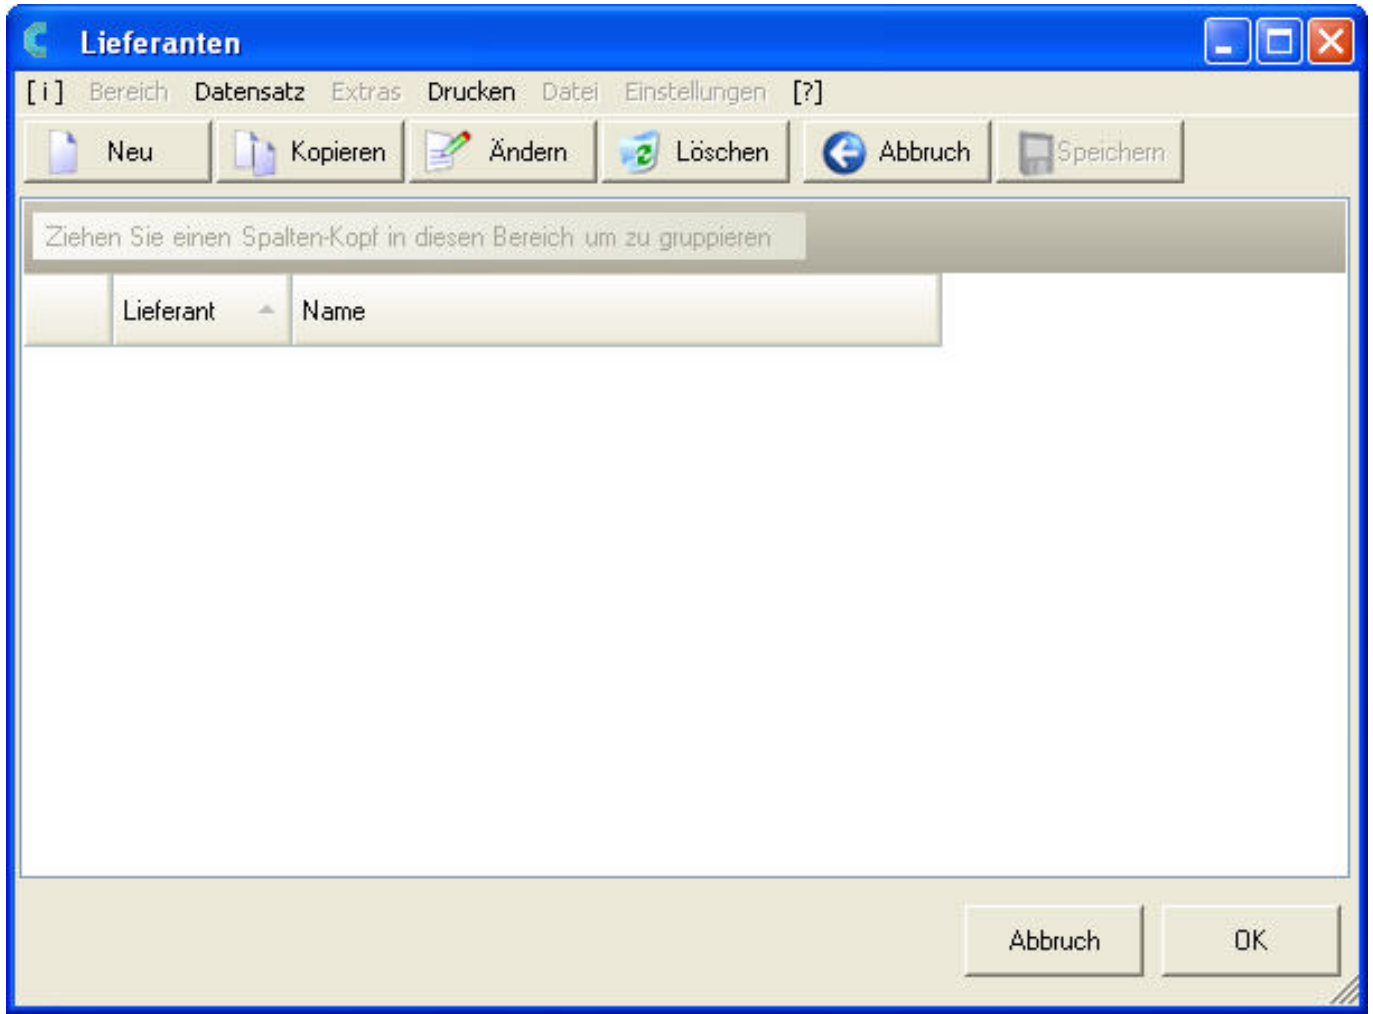 Lieferanten
[i] Bereich Datensatz Extras Drucken Datei Einstellungen [?]
Neu Kopieren Ändern Löschen Abbruch Speichern
Ziehen Sie einen Spalten-Kopf in diesen Bereich um zu gruppieren
Lieferant Name
Abbruch OK